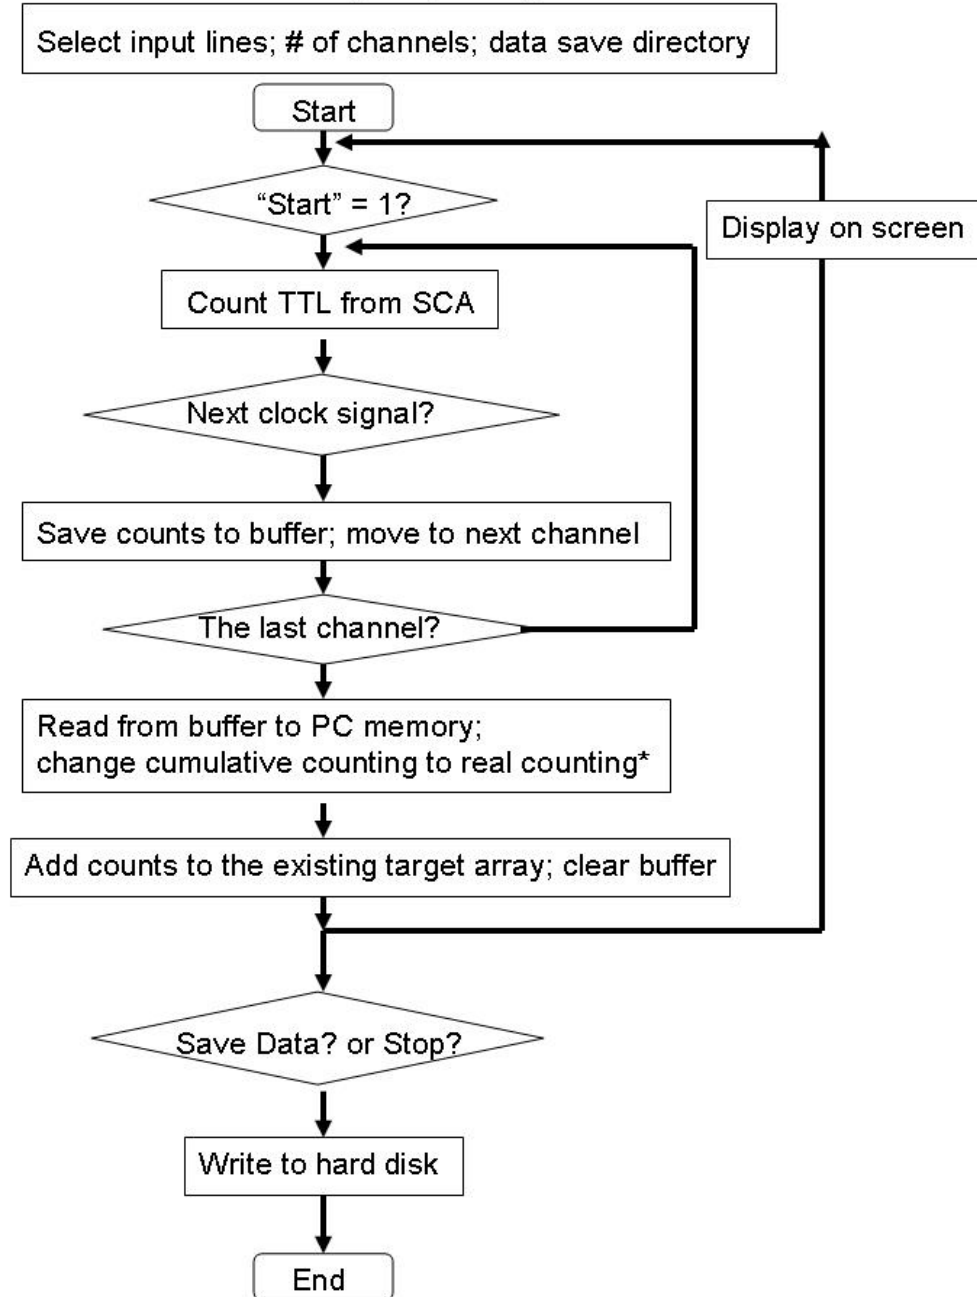 Select input lines; # of channels; data save directory
Start
“Start” = 1?
Display on screen
Count TTL from SCA
Next clock signal?
Save counts to buffer; move to next channel
The last channel?
Read from buffer to PC memory;
change cumulative counting to real counting*
Add counts to the existing target array; clear buffer
Save Data? or Stop?
Write to hard disk
End